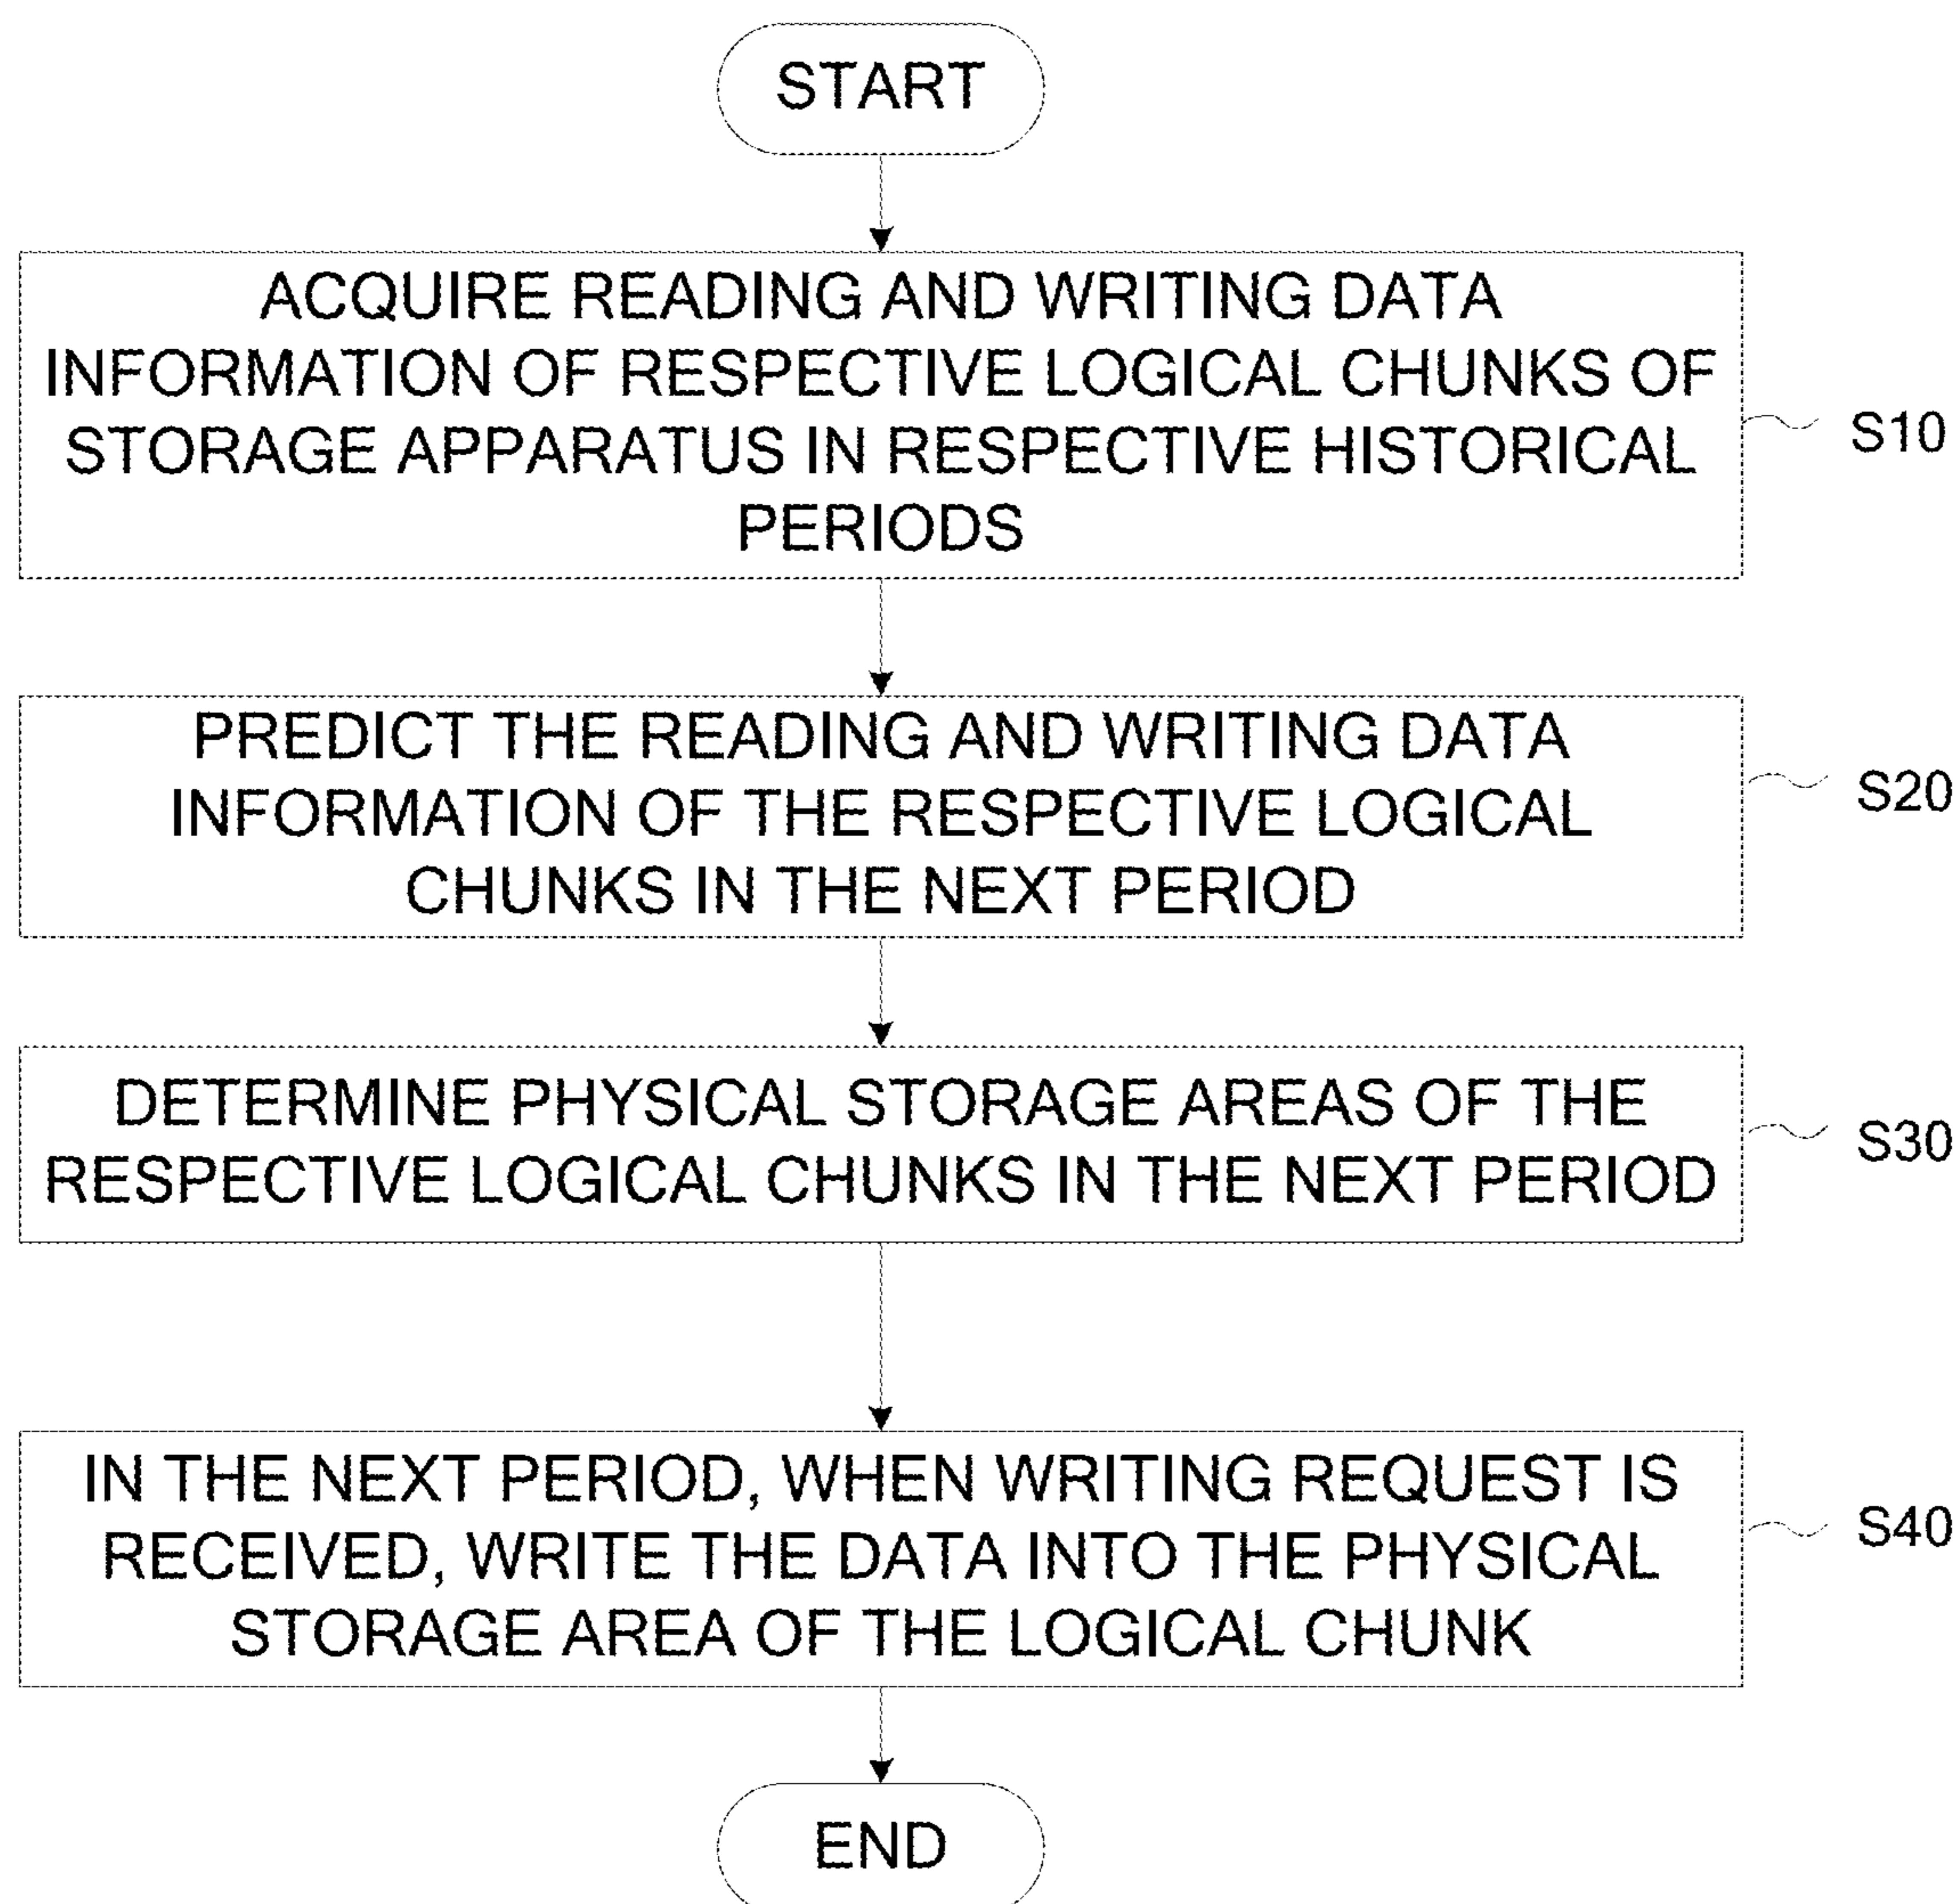 START
ACQUIRE READING AND WRITING DATA
INFORMATION OF RESPECTIVE LOGICAL CHUNKS OF
STORAGE APPARATUS IN RESPECTIVE HISTORICAL
PERIODS
S10
PREDICT THE READING AND WRITING DATA
INFORMATION OF THE RESPECTIVE LOGICAL
CHUNKS IN THE NEXT PERIOD
S20
DETERMINE PHYSICAL STORAGE AREAS OF THE
RESPECTIVE LOGICAL CHUNKS IN THE NEXT PERIOD
S30
IN THE NEXT PERIOD, WHEN WRITING REQUEST IS
RECEIVED, WRITE THE DATA INTO THE PHYSICAL
STORAGE AREA OF THE LOGICAL CHUNK
S40
END